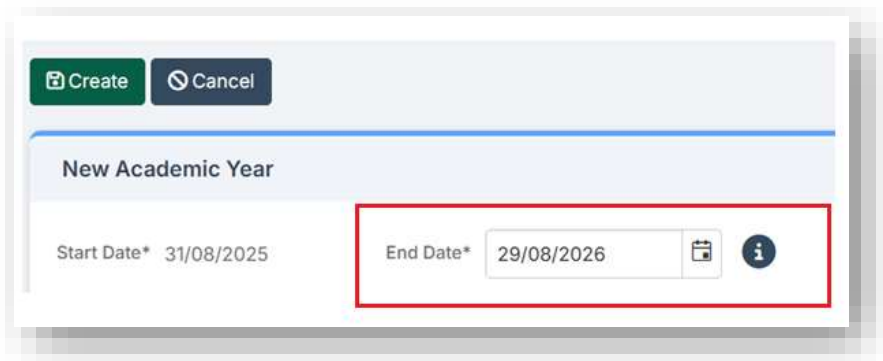 Create Cancel
New Academic Year
Start Date* 31/08/2025 End Date* 29/08/2026